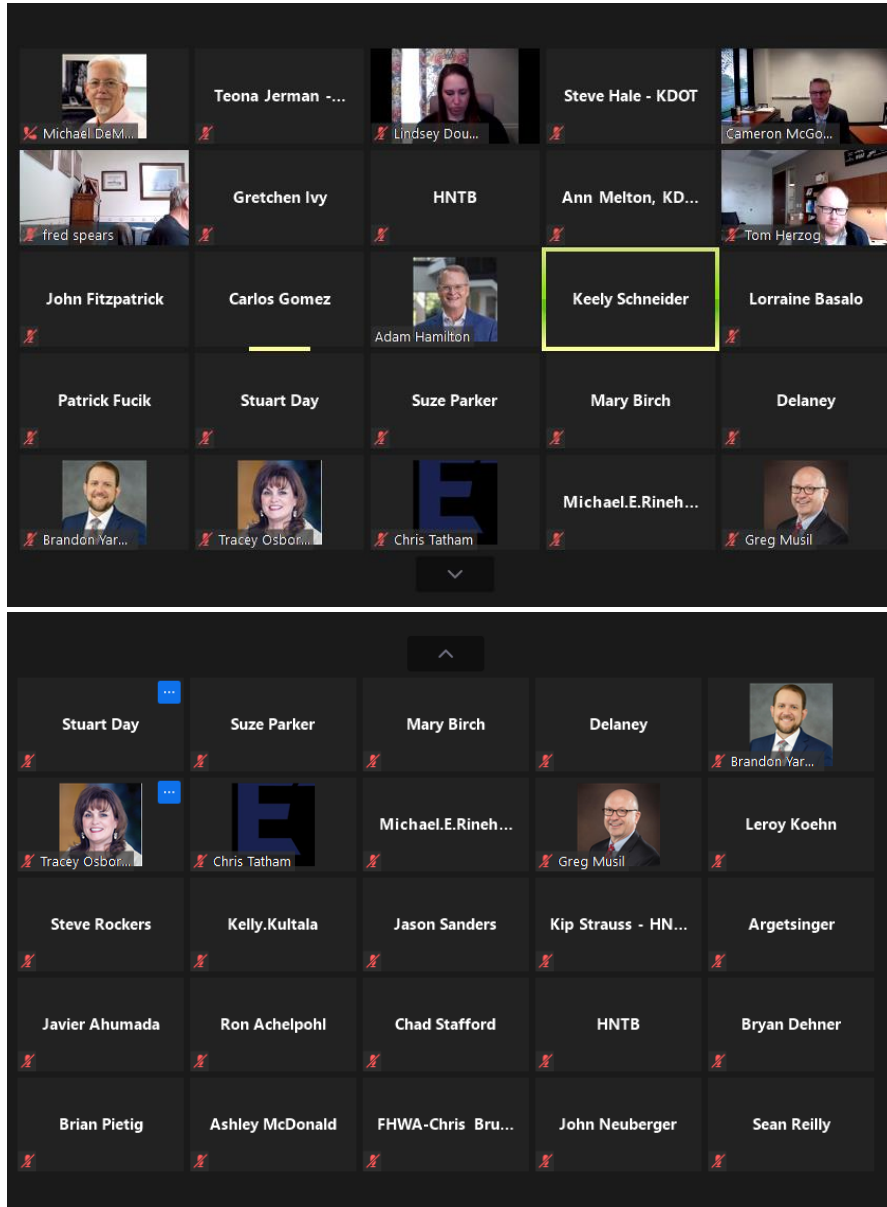 Michael DeM...
Teona Jerman -...
Lindsey Dou...
Steve Hale - KDOT
Cameron McGo...
fred spears
Gretchen Ivy
HNTB
Ann Melton, KD...
Tom Herzog
John Fitzpatrick
Carlos Gomez
Adam Hamilton
Keely Schneider
Lorraine Basalo
Patrick Fucik
Stuart Day
Suze Parker
Mary Birch
Delaney
Brandon Yar...
Tracey Osbor...
Chris Tatham
Michael.E.Rineh...
Greg Musil
Stuart Day
Suze Parker
Mary Birch
Delaney
Brandon Yar...
Tracey Osbor...
Chris Tatham
Michael.E.Rineh...
Greg Musil
Leroy Koehn
Steve Rockers
Kelly.Kultala
Jason Sanders
Kip Strauss - HN...
Argetsinger
Javier Ahumada
Ron Achelpohl
Chad Stafford
HNTB
Bryan Dehner
Brian Pietig
Ashley McDonald
FHWA-Chris Bru...
John Neuberger
Sean Reilly